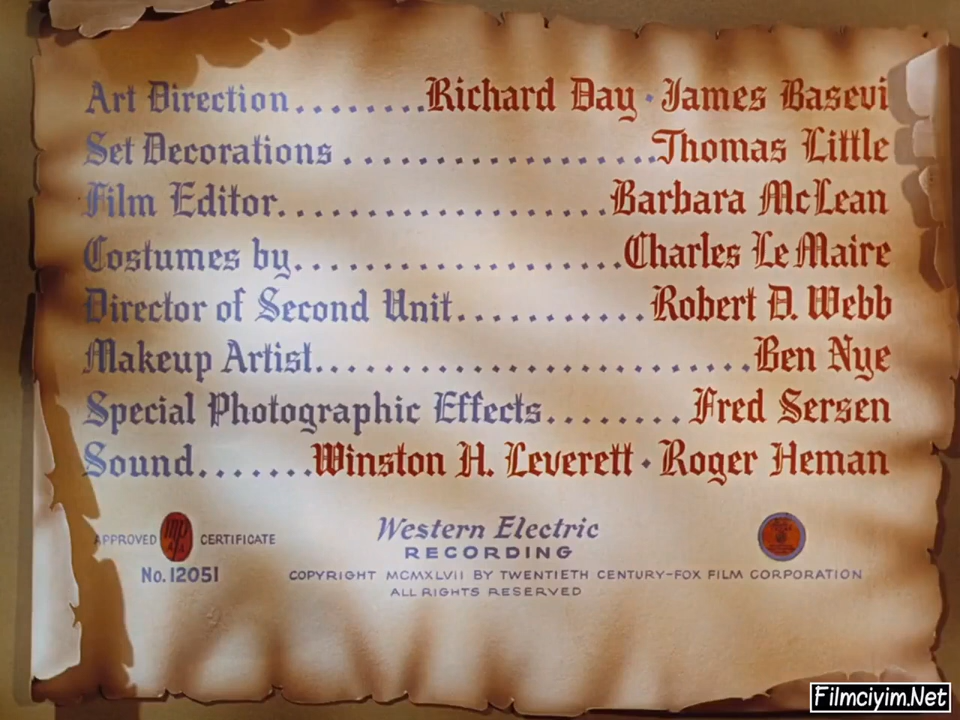 Art Direction........Richard Day · James Basevi
Set Decorations ....................Thomas Little
Film Editor....................Barbara McLean
Costumes by....................Charles Le Maire
Director of Second Unit............Robert D. Webb
Makeup Artist...........................Ben Nye
Special Photographic Effects.........Fred Sersen
Sound.......Winston H. Leverett · Roger Heman
APPROVED MPAA CERTIFICATE
No. 12051
Western Electric
RECORDING
COPYRIGHT MCMXLVII BY TWENTIETH CENTURY-FOX FILM CORPORATION
ALL RIGHTS RESERVED
Filmciyim.Net